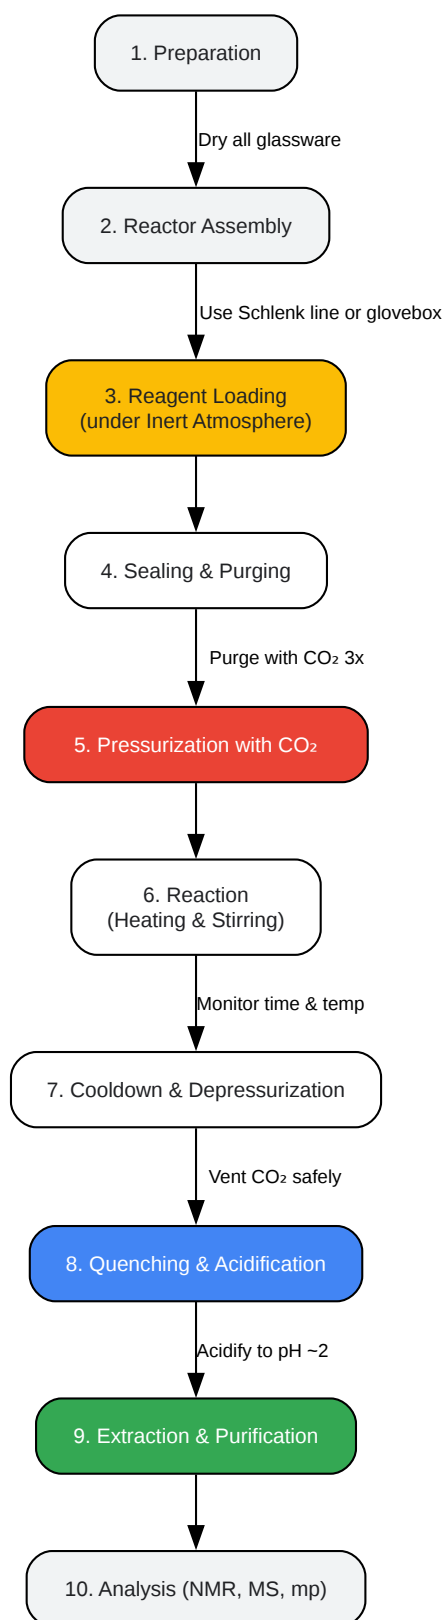 1. Preparation
Dry all glassware
2. Reactor Assembly
Use Schlenk line or glovebox
3. Reagent Loading
(under Inert Atmosphere)
4. Sealing & Purging
Purge with CO₂ 3x
5. Pressurization with CO₂
6. Reaction
(Heating & Stirring)
Monitor time & temp
7. Cooldown & Depressurization
Vent CO₂ safely
8. Quenching & Acidification
Acidify to pH ~2
9. Extraction & Purification
10. Analysis (NMR, MS, mp)